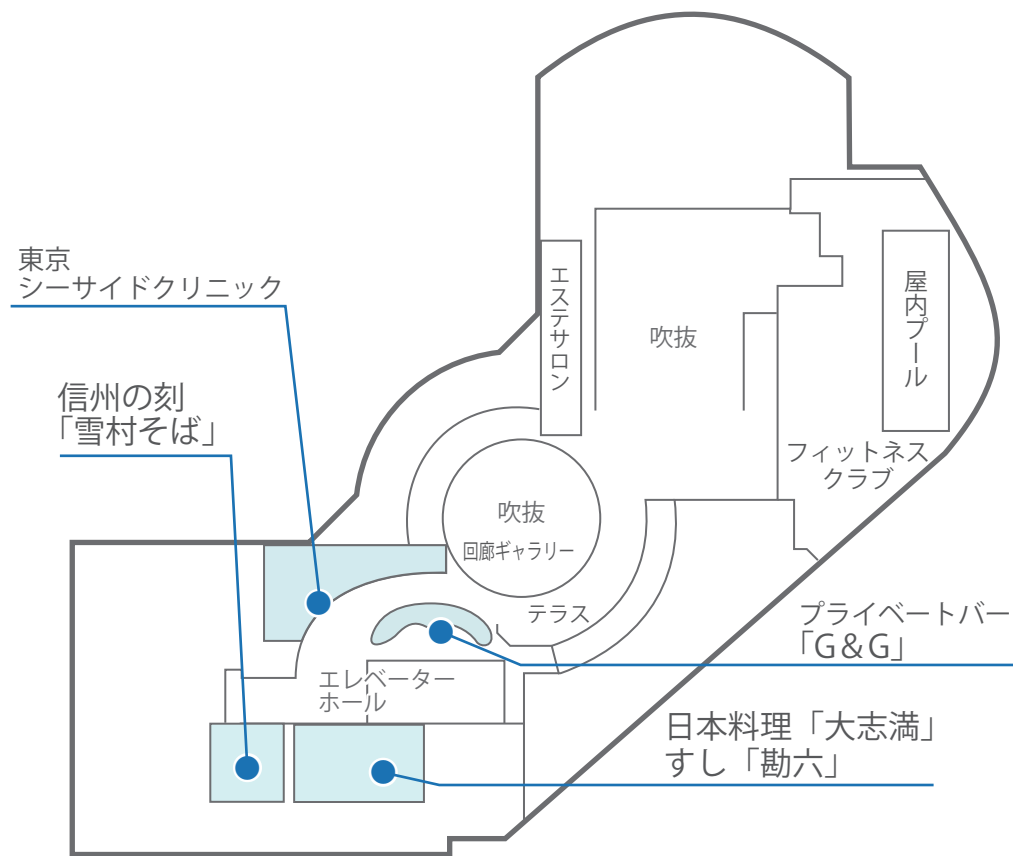 東京
シーサイドクリニック
信州の刻
「雪村そば」
エステサロン
吹抜
屋内プール
フィットネス
クラブ
吹抜
回廊ギャラリー
テラス
プライベートバー
「G&G」
エレベーター
ホール
日本料理「大志満」
すし「勘六」